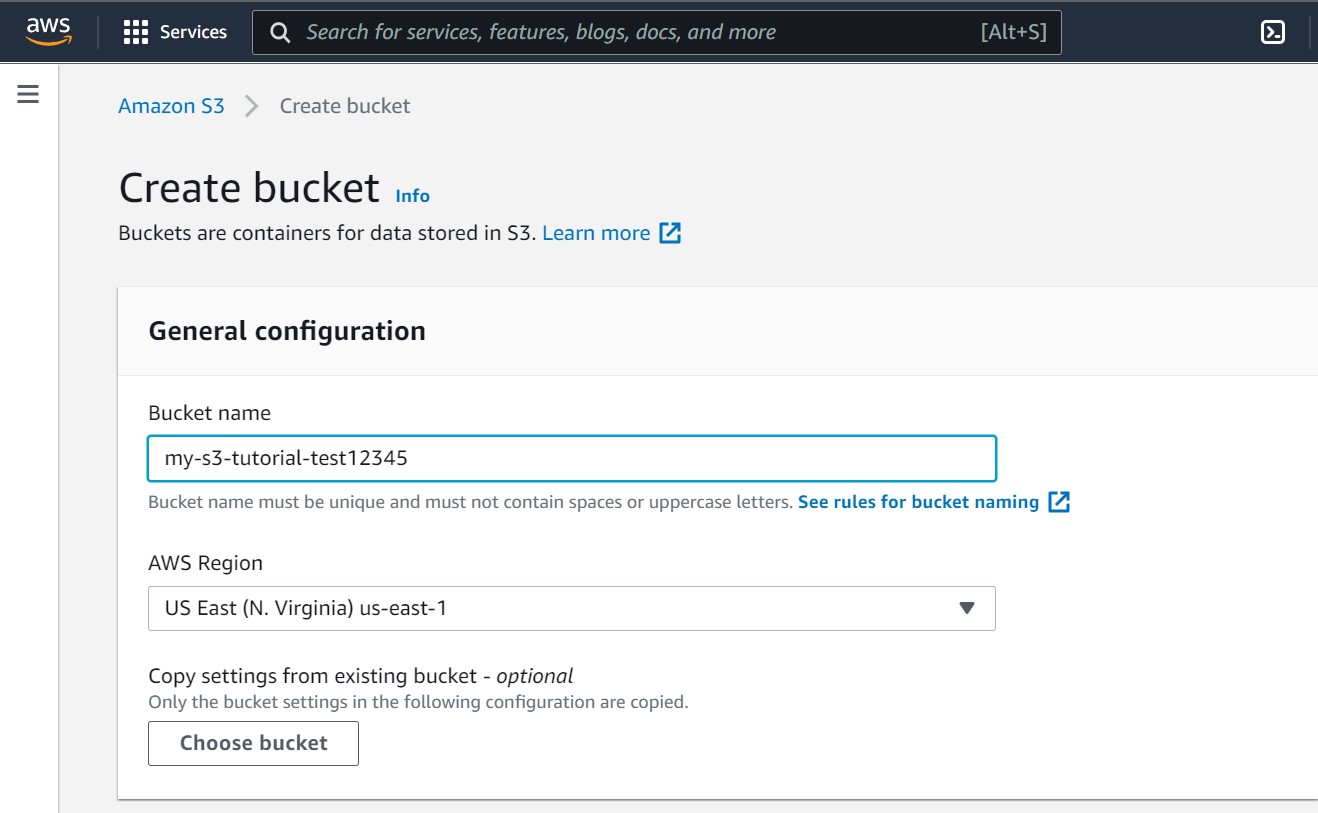 aws Services Search for services, features, blogs, docs, and more [Alt+S]
Amazon S3 Create bucket
Create bucket Info
Buckets are containers for data stored in S3. Learn more
General configuration
Bucket name
my-s3-tutorial-test12345
Bucket name must be unique and must not contain spaces or uppercase letters. See rules for bucket naming
AWS Region
US East (N. Virginia) us-east-1
Copy settings from existing bucket - optional
Only the bucket settings in the following configuration are copied.
Choose bucket